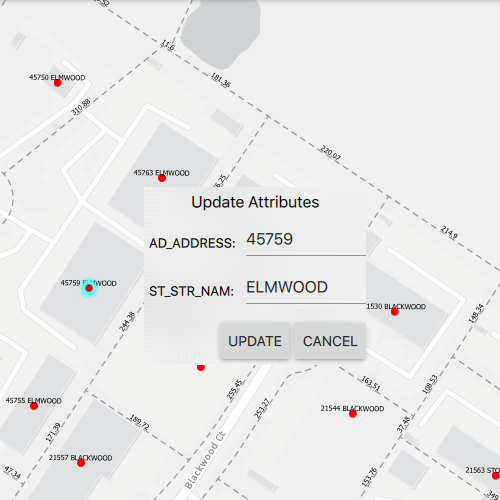 11.6
45750 ELMWOOD
181.36
310.88
220.07
45763 ELMWOOD
Update Attributes
214.9
AD_ADDRESS: 45759
45759 ELMWOOD
ST_STR_NAM: ELMWOOD
1530 BLACKWOOD
148.34
244.38
UPDATE CANCEL
255.45
163.51
108.53
45755 ELMWOOD
253.27
21544 BLACKWOOD
189.72
37.48
171.39
Blackwood Ct
21557 BLACKWOOD
47.34
153.76
21563 STO